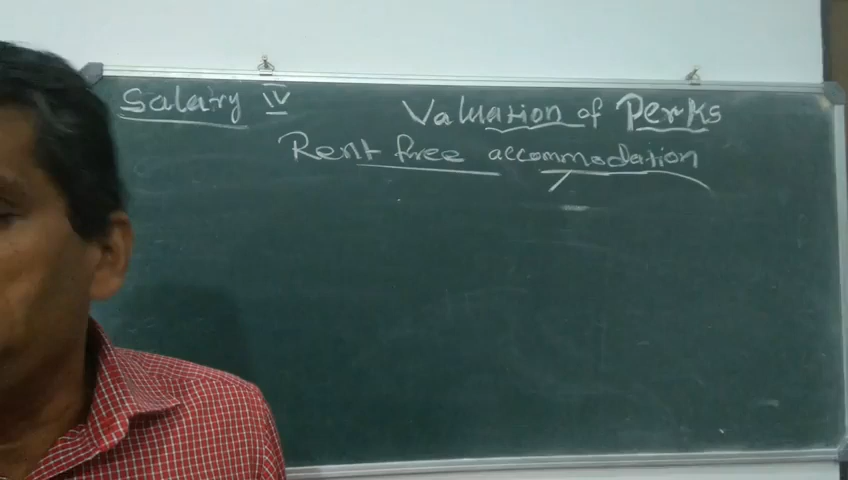 Salary IV
Valuation of Perks
Rent free accommodation